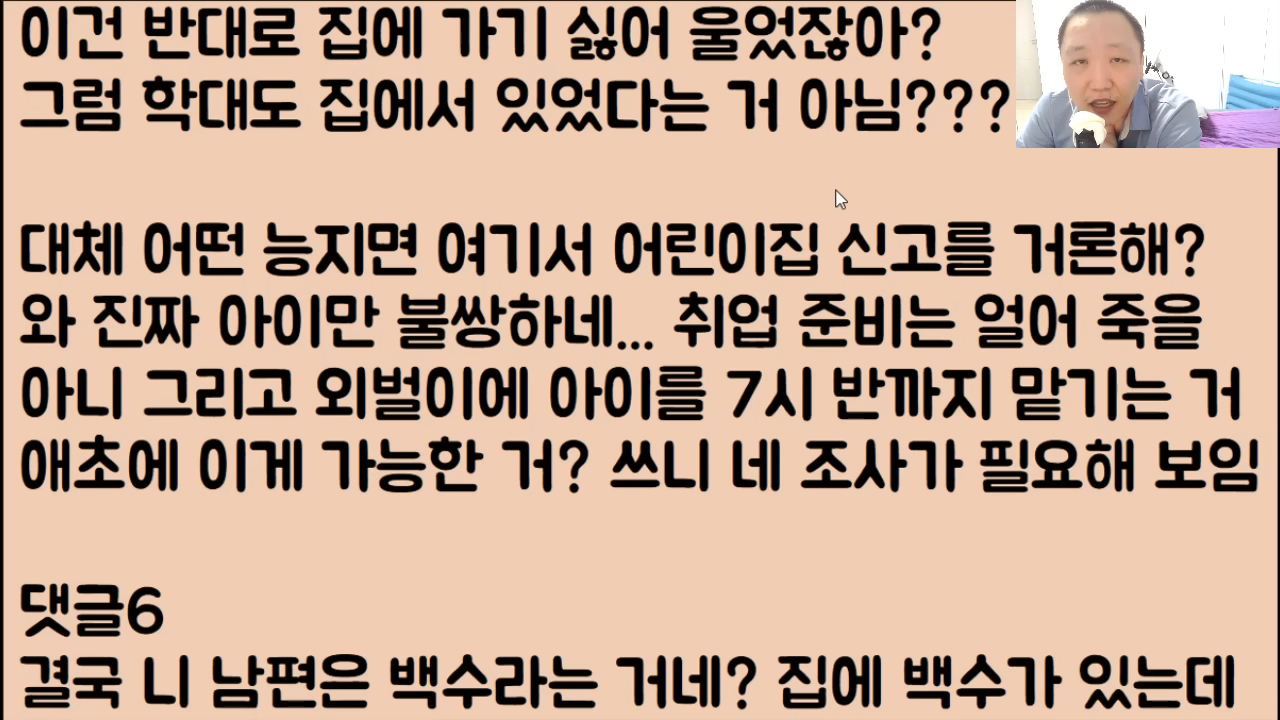 이건 반대로 집에 가기 싫어 울었잖아?
그럼 학대도 집에서 있었다는 거 아님???
대체 어떤 능지면 여기서 어린이집 신고를 거론해?
와 진짜 아이만 불쌍하네... 취업 준비는 얼어 죽을
아니 그리고 외벌이에 아이를 7시 반까지 맡기는 거
애초에 이게 가능한 거? 쓰니 네 조사가 필요해 보임
댓글6
결국 니 남편은 백수라는 거네? 집에 백수가 있는데